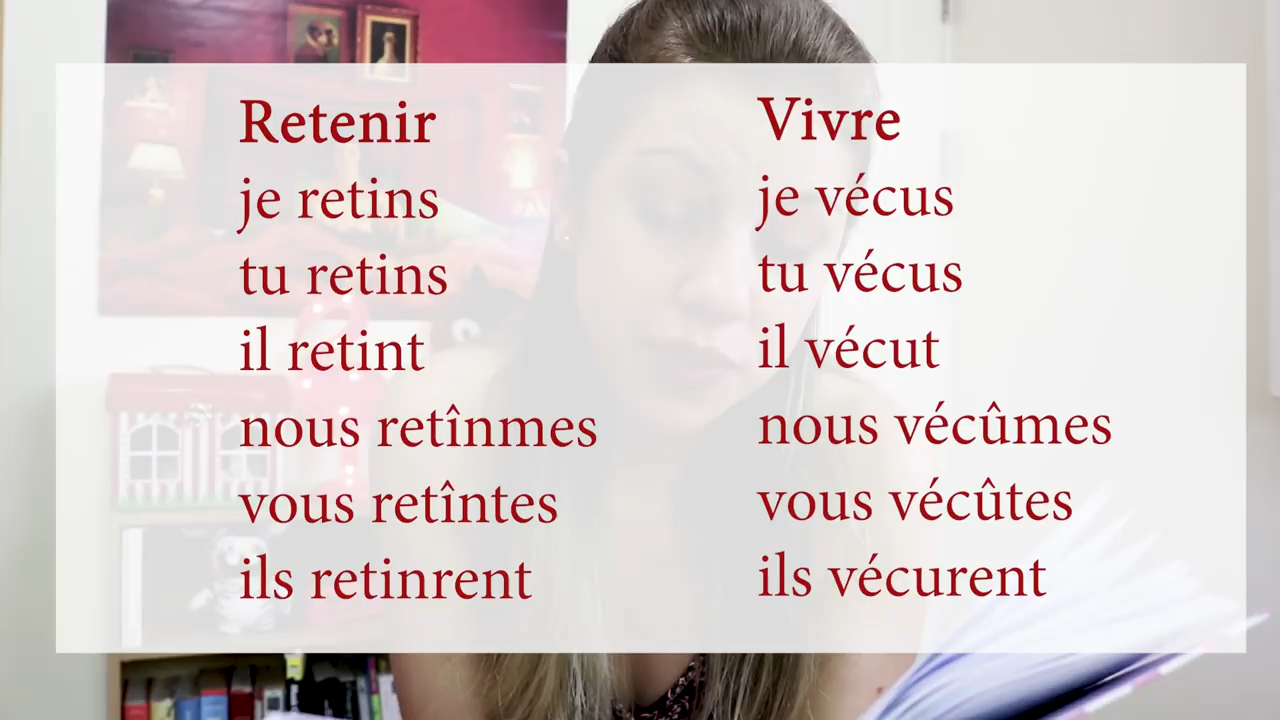 Retenir
je retins
tu retins
il retint
nous retînmes
vous retîntes
ils retinrent
Vivre
je vécus
tu vécus
il vécut
nous vécûmes
vous vécûtes
ils vécurent